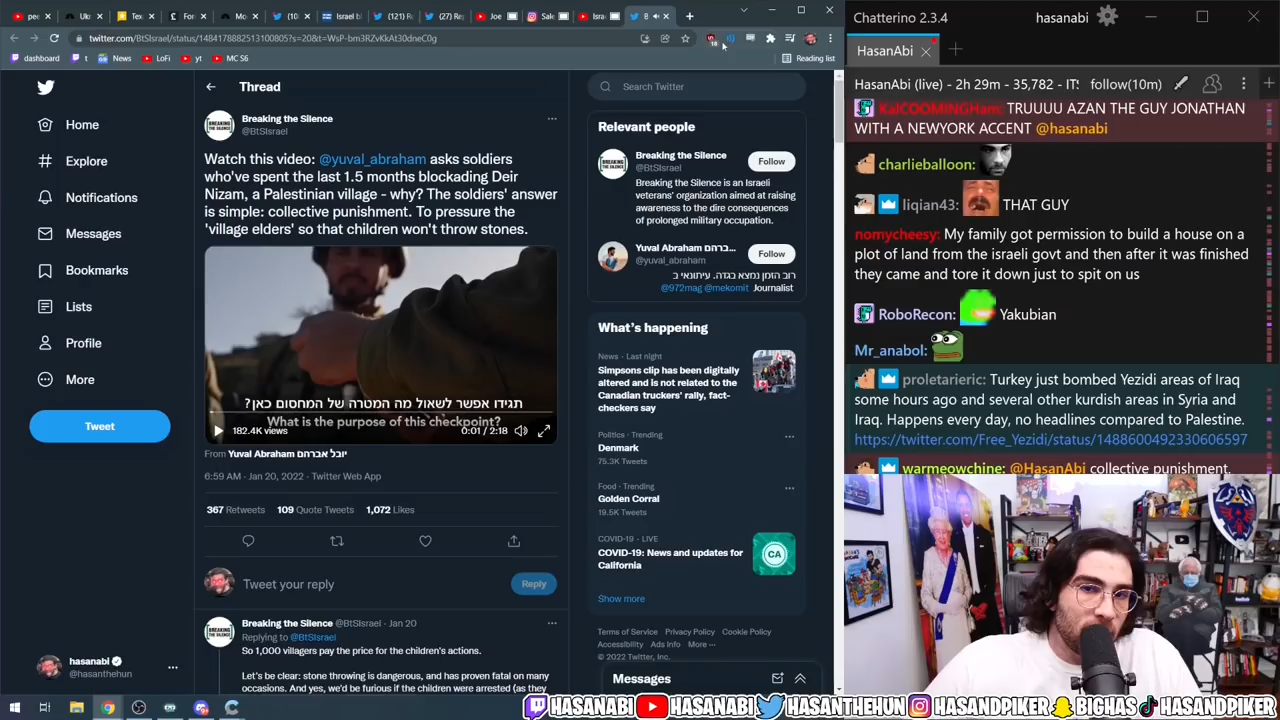 twitter.com/BtSIsrael/status/1484178882513100805?s=20&t=WsP-bm3RZvKkAt30dneC0g
Reading list
dashboard
t
News
LoFi
yt
MC S6
Home
Explore
Notifications
Messages
Bookmarks
Lists
Profile
More
Tweet
hasanabi
@hasanthehun
Thread
Breaking the Silence
@BtSIsrael
Watch this video: @yuval_abraham asks soldiers
who've spent the last 1.5 months blockading Deir
Nizam, a Palestinian village - why? The soldiers' answer
is simple: collective punishment. To pressure the
'village elders' so that children won't throw stones.
תגידו אפשר לשאול מה המטרה של המחסום כאן?
What is the purpose of this checkpoint?
182.4K views
0:01 / 2:18
From Yuval Abraham יובל אברהם
6:59 AM · Jan 20, 2022 · Twitter Web App
367 Retweets 109 Quote Tweets 1,072 Likes
Tweet your reply
Reply
Breaking the Silence @BtSIsrael · Jan 20
Replying to @BtSIsrael
So 1,000 villagers pay the price for the children's actions.
Let's be clear: stone throwing is dangerous, and has proven fatal on many
occasions. And yes, we'd be furious if the children were arrested (as they
Search Twitter
Relevant people
Breaking the Silence
@BtSIsrael
Follow
Breaking the Silence is an Israeli
veterans' organization aimed at raising
awareness to the dire consequences
of prolonged military occupation.
Yuval Abraham יובל אברהם...
@yuval_abraham
Follow
רוב הזמן נמצא בגדה. עיתונאי ב
@972mag @mekomit Journalist
What's happening
News · Last night
Simpsons clip has been digitally
altered and is not related to the
Canadian truckers' rally, fact-
checkers say
Politics · Trending
Denmark
75.3K Tweets
Food · Trending
Golden Corral
19.5K Tweets
COVID-19 · LIVE
COVID-19: News and updates for
California
CA
Show more
Terms of Service Privacy Policy Cookie Policy
Accessibility Ads Info More ···
© 2022 Twitter, Inc.
Messages
Chatterino 2.3.4
hasanabi
HasanAbi
HasanAbi (live) - 2h 29m - 35,782 - IT'
follow(10m)
KalCOOMINGHam: TRUUUU AZAN THE GUY JONATHAN
WITH A NEWYORK ACCENT @hasanabi
charlieballoon:
liqian43: THAT GUY
nomycheesy: My family got permission to build a house on a
plot of land from the israeli govt and then after it was finished
they came and tore it down just to spit on us
RoboRecon: Yakubian
Mr_anabol:
proletarieric: Turkey just bombed Yezidi areas of Iraq
some hours ago and several other kurdish areas in Syria and
Iraq. Happens every day, no headlines compared to Palestine.
https://twitter.com/Free_Yezidi/status/1488600492330606597
warmeowchine: @HasanAbi collective punishment.
HASANABI HASANABI HASANTHEHUN HASANDPIKER BIGHAS HASANDPIKER